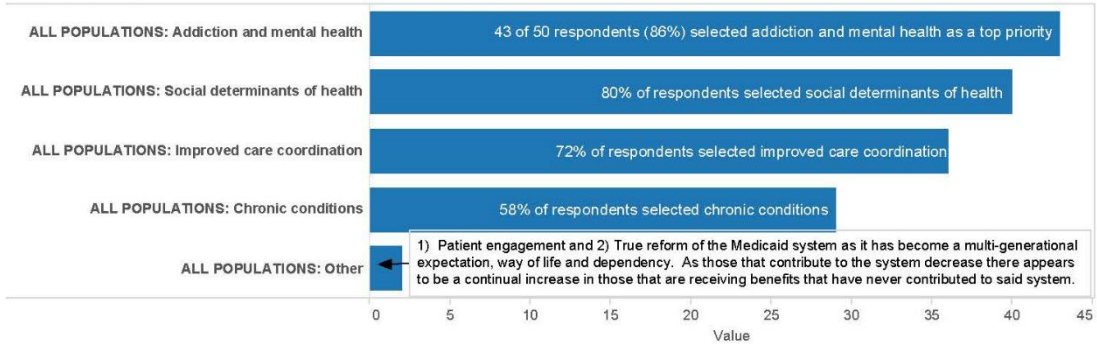 ALL POPULATIONS: Addiction and mental health
43 of 50 respondents (86%) selected addiction and mental health as a top priority
ALL POPULATIONS: Social determinants of health
80% of respondents selected social determinants of health
ALL POPULATIONS: Improved care coordination
72% of respondents selected improved care coordination
ALL POPULATIONS: Chronic conditions
58% of respondents selected chronic conditions
ALL POPULATIONS: Other
1) Patient engagement and 2) True reform of the Medicaid system as it has become a multi-generational
expectation, way of life and dependency. As those that contribute to the system decrease there appears
to be a continual increase in those that are receiving benefits that have never contributed to said system.
0 5 10 15 20 25 30 35 40 45
Value